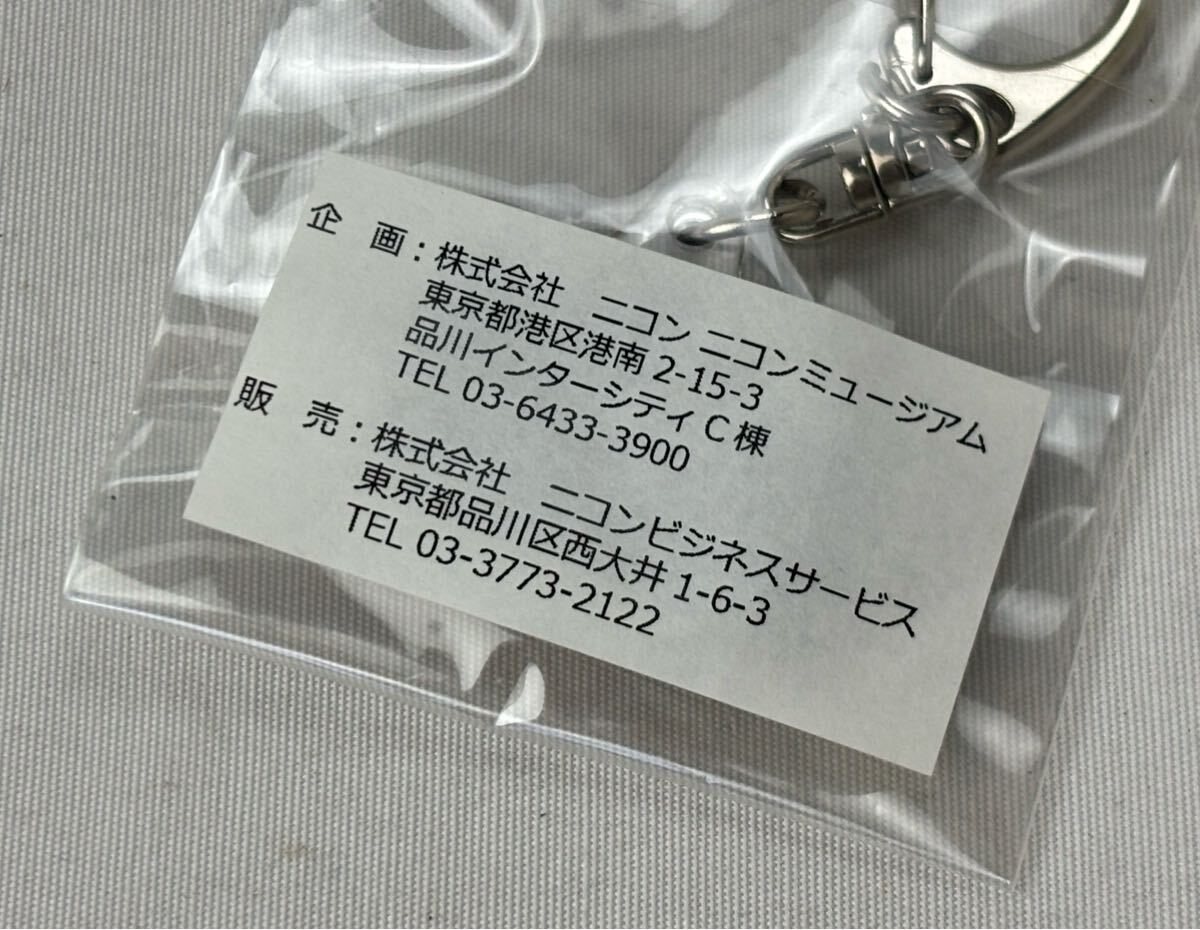 企　画：株式会社　ニコン ニコンミュージアム
東京都港区港南 2-15-3
品川インターシティ C 棟
TEL 03-6433-3900
販　売：株式会社　ニコンビジネスサービス
東京都品川区西大井 1-6-3
TEL 03-3773-2122